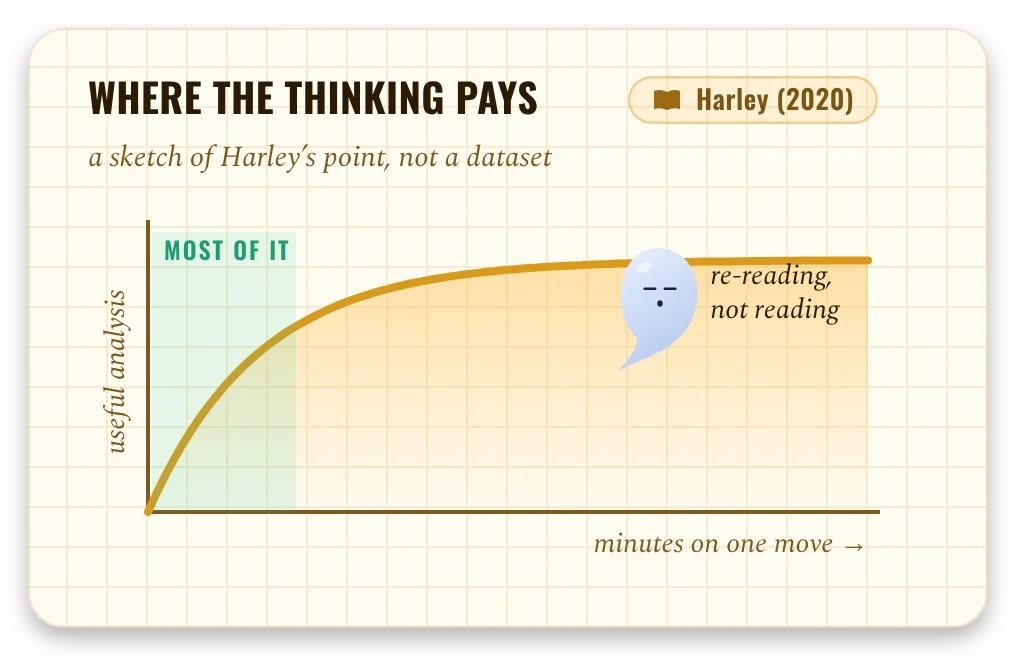 WHERE THE THINKING PAYS
Harley (2020)
a sketch of Harley's point, not a dataset
MOST OF IT
useful analysis
re-reading,
not reading
minutes on one move →